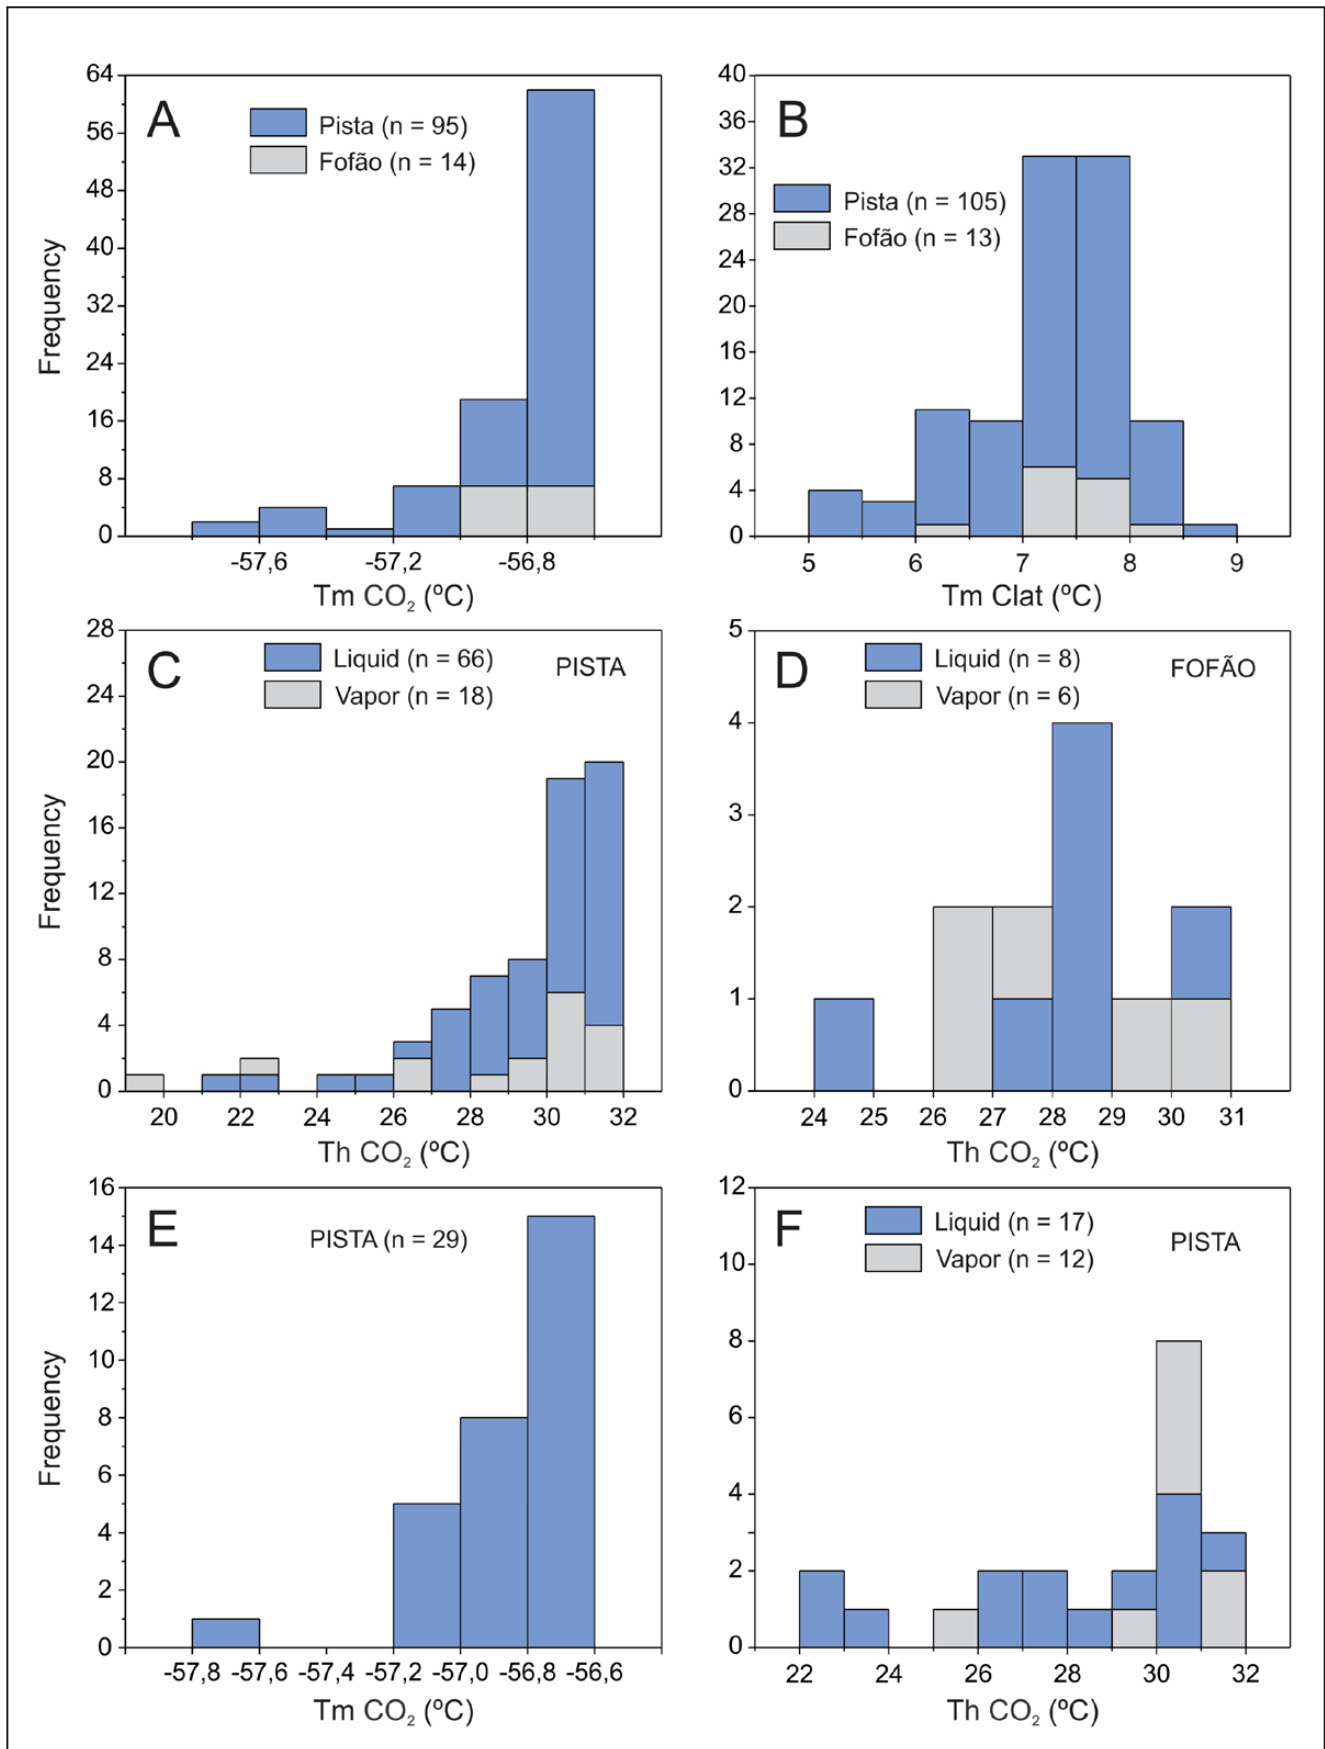 A
Pista (n = 95)
Fofão (n = 14)
64
56
48
40
32
24
16
8
0
Frequency
-57,6 -57,2 -56,8
Tm CO₂ (ºC)
B
Pista (n = 105)
Fofão (n = 13)
40
36
32
28
24
20
16
12
8
4
0
5 6 7 8 9
Tm Clat (ºC)
C
Liquid (n = 66)
Vapor (n = 18)
PISTA
28
24
20
16
12
8
4
0
Frequency
20 22 24 26 28 30 32
Th CO₂ (ºC)
D
Liquid (n = 8)
Vapor (n = 6)
FOFÃO
5
4
3
2
1
0
24 25 26 27 28 29 30 31
Th CO₂ (ºC)
E
PISTA (n = 29)
16
14
12
10
8
6
4
2
0
Frequency
-57,8 -57,6 -57,4 -57,2 -57,0 -56,8 -56,6
Tm CO₂ (ºC)
F
Liquid (n = 17)
Vapor (n = 12)
PISTA
12
10
8
6
4
2
0
22 24 26 28 30 32
Th CO₂ (ºC)